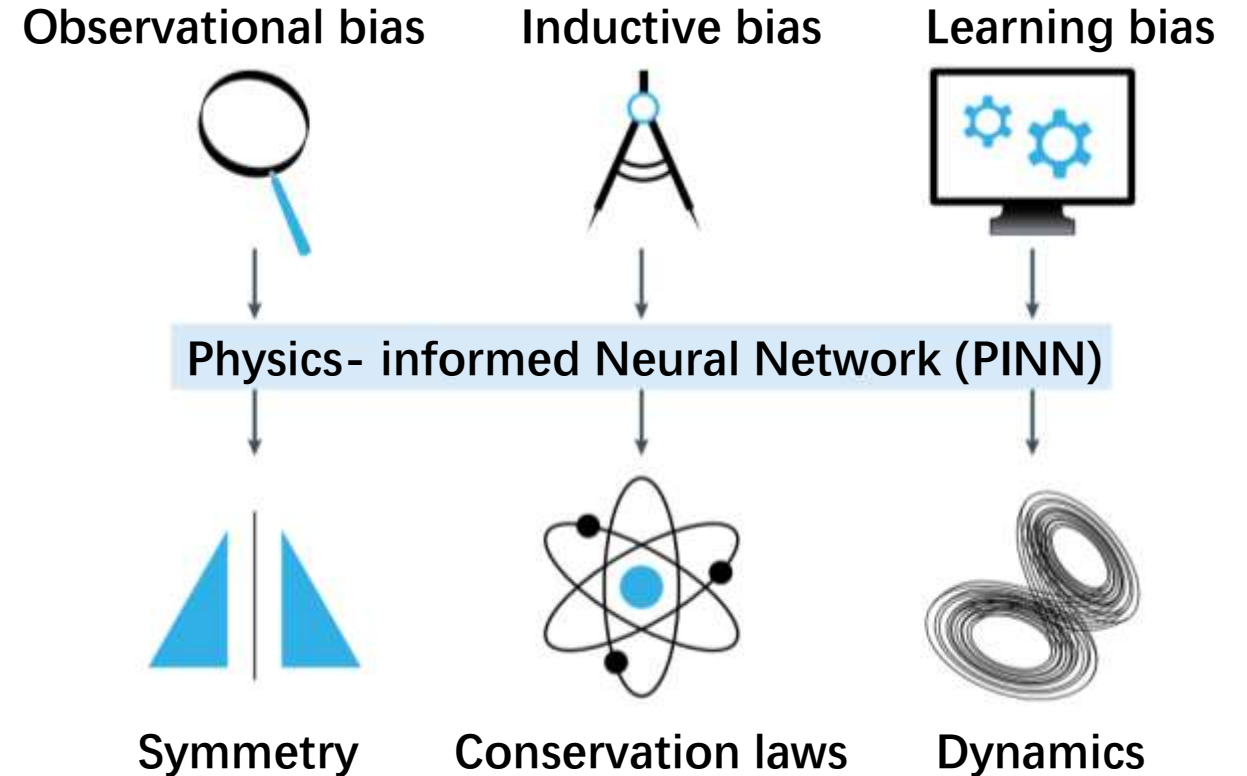 Observational bias
Inductive bias
Learning bias
Physics- informed Neural Network (PINN)
Symmetry
Conservation laws
Dynamics